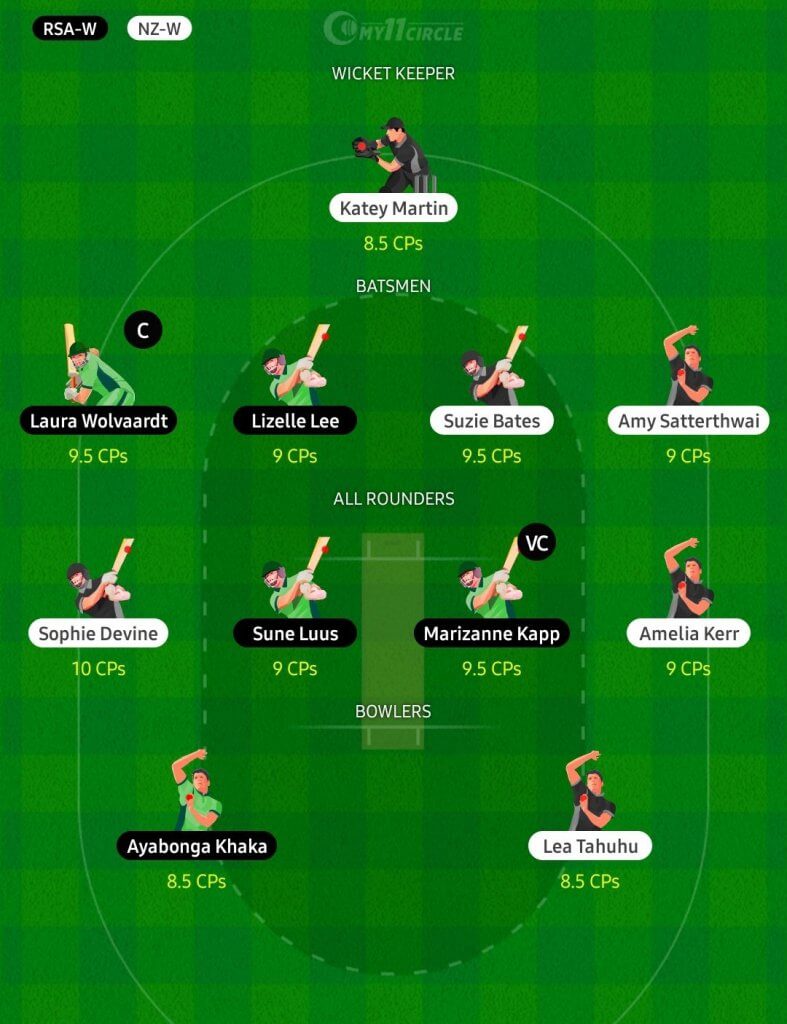 RSA-W NZ-W MY11CIRCLE
WICKET KEEPER
Katey Martin
8.5 CPs
BATSMEN
C
Laura Wolvaardt Lizelle Lee Suzie Bates Amy Satterthwai
9.5 CPs 9 CPs 9.5 CPs 9 CPs
ALL ROUNDERS
VC
Sophie Devine Sune Luus Marizanne Kapp Amelia Kerr
10 CPs 9 CPs 9.5 CPs 9 CPs
BOWLERS
Ayabonga Khaka Lea Tahuhu
8.5 CPs 8.5 CPs